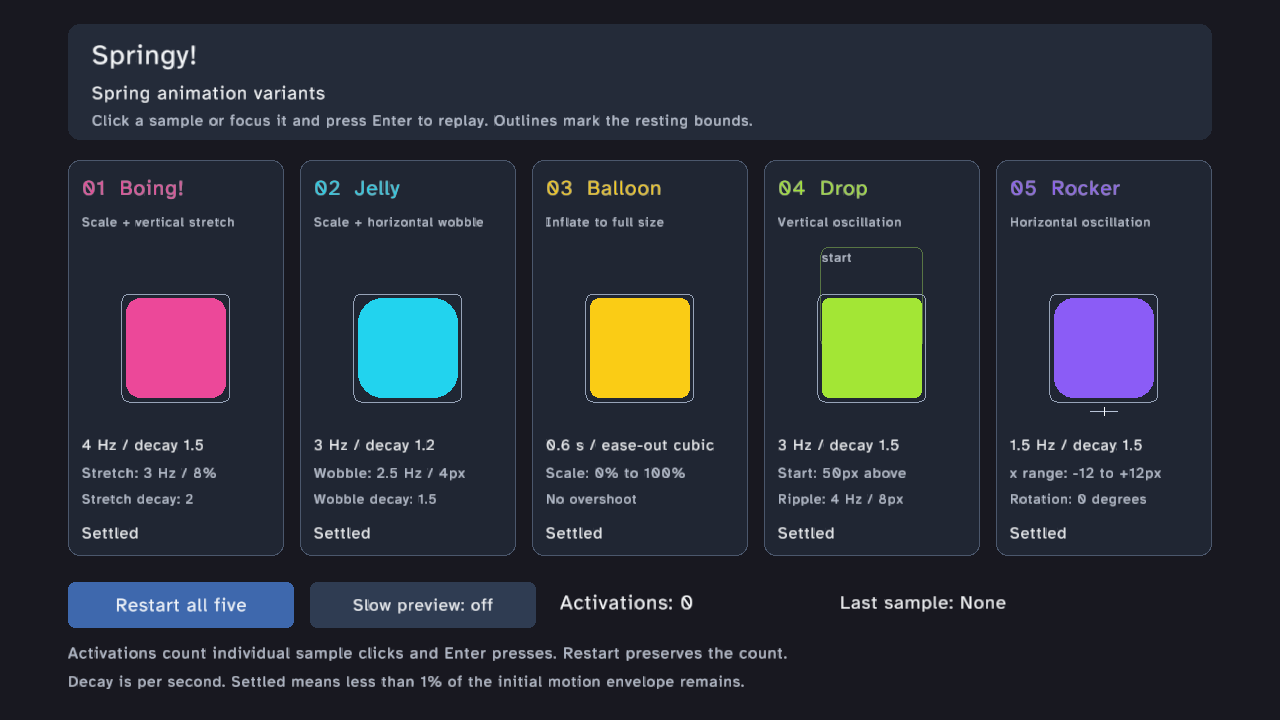 Springy!
Spring animation variants
Click a sample or focus it and press Enter to replay. Outlines mark the resting bounds.
01 Boing!
Scale + vertical stretch
4 Hz / decay 1.5
Stretch: 3 Hz / 8%
Stretch decay: 2
Settled
02 Jelly
Scale + horizontal wobble
3 Hz / decay 1.2
Wobble: 2.5 Hz / 4px
Wobble decay: 1.5
Settled
03 Balloon
Inflate to full size
0.6 s / ease-out cubic
Scale: 0% to 100%
No overshoot
Settled
04 Drop
Vertical oscillation
start
3 Hz / decay 1.5
Start: 50px above
Ripple: 4 Hz / 8px
Settled
05 Rocker
Horizontal oscillation
1.5 Hz / decay 1.5
x range: -12 to +12px
Rotation: 0 degrees
Settled
Restart all five
Slow preview: off
Activations: 0
Last sample: None
Activations count individual sample clicks and Enter presses. Restart preserves the count.
Decay is per second. Settled means less than 1% of the initial motion envelope remains.